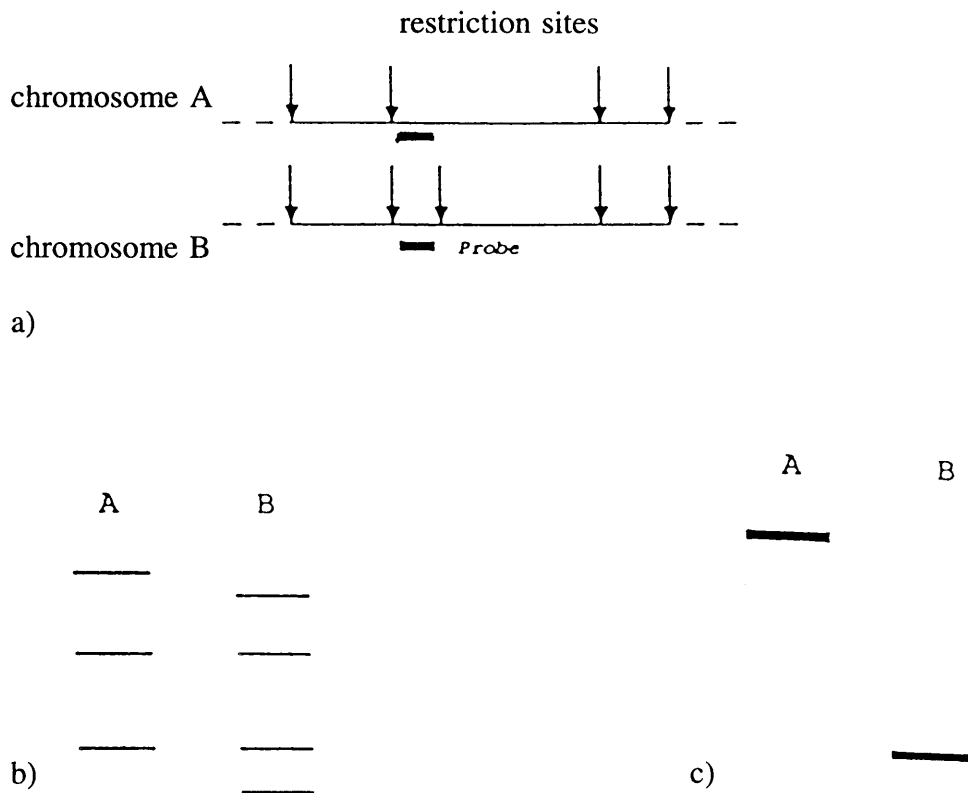 restriction sites
chromosome A
chromosome B
Probe
a)
A B
A B
b)
c)